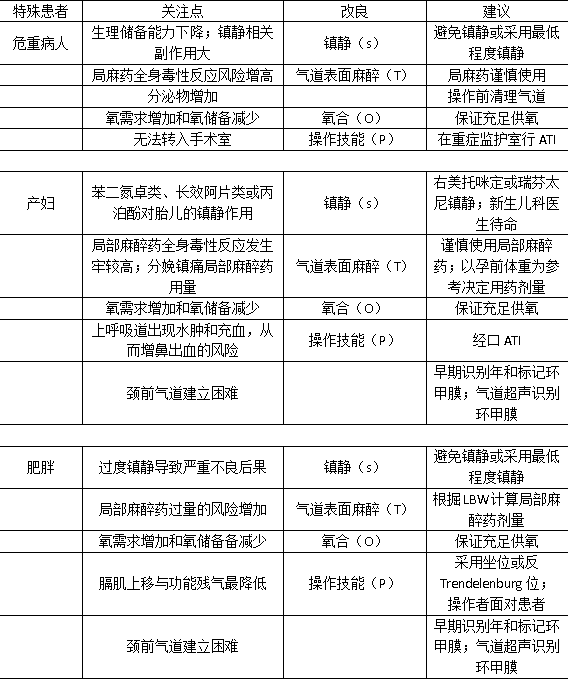 特殊患者 关注点 改良 建议
危重病人 生理储备能力下降；镇静相关副作用大 镇静（s） 避免镇静或采用最低程度镇静
局麻药全身毒性反应风险增高 气道表面麻醉（T） 局麻药谨慎使用
分泌物增加 操作前清理气道
氧需求增加和氧储备减少 氧合（O） 保证充足供氧
无法转入手术室 操作技能（P） 在重症监护室行 ATI
产妇 苯二氮卓类、长效阿片类或丙泊酚对胎儿的镇静作用 镇静（s） 右美托咪定或瑞芬太尼镇静；新生儿科医生待命
局部麻醉药全身毒性反应发生牢较高；分娩镇痛局部麻醉药用量 气道表面麻醉（T） 谨慎使用局部麻醉药；以孕前体重为参考决定用药剂量
氧需求增加和氧储备减少 氧合（O） 保证充足供氧
上呼吸道出现水肿和充血，从而增鼻出血的风险 操作技能（P） 经口 ATI
颈前气道建立困难 早期识别年和标记环甲膜；气道超声识别环甲膜
肥胖 过度镇静导致严重不良后果 镇静（s） 避免镇静或采用最低程度镇静
局部麻醉药过量的风险增加 气道表面麻醉（T） 根据 LBW 计算局部麻醉药剂量
氧需求增加和氧储备备减少 氧合（O） 保证充足供氧
膈肌上移与功能残气最降低 操作技能（P） 采用坐位或反 Trendelenburg 位；操作者面对患者
颈前气道建立困难 早期识别年和标记环甲膜；气道超声识别环甲膜